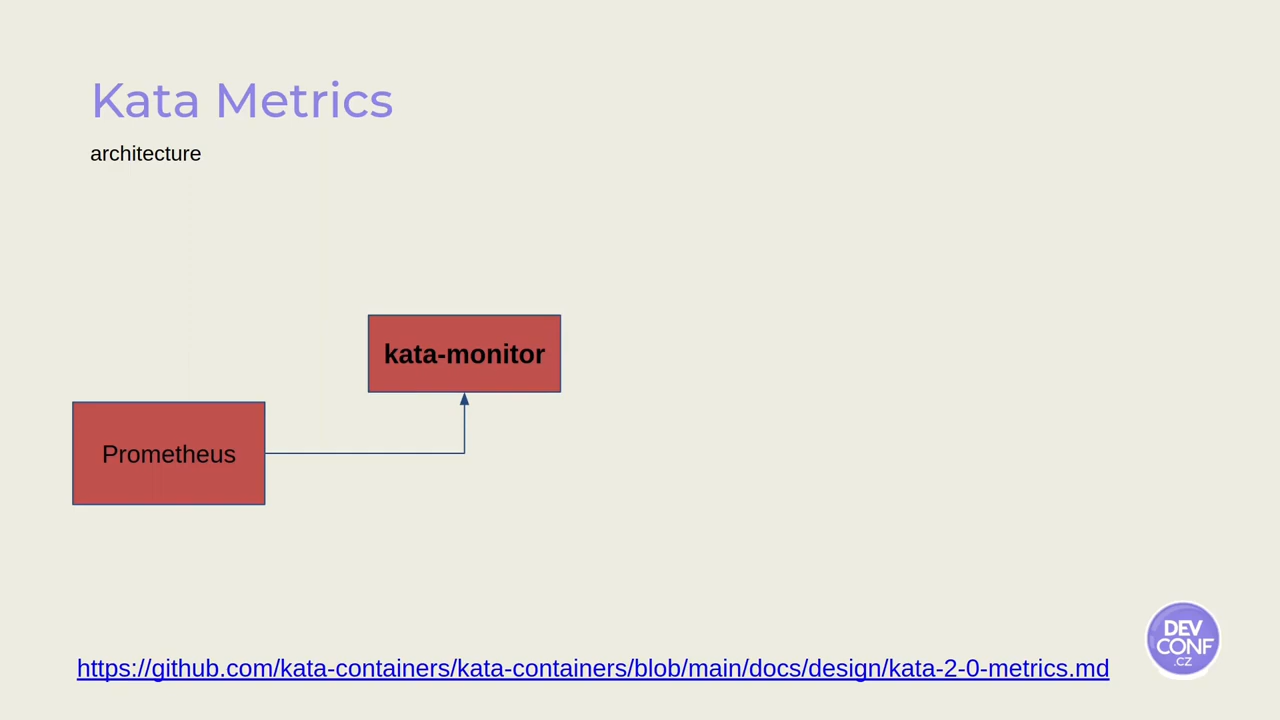 Kata Metrics
architecture
kata-monitor
Prometheus
https://github.com/kata-containers/kata-containers/blob/main/docs/design/kata-2-0-metrics.md
DEV
CONF
.CZ